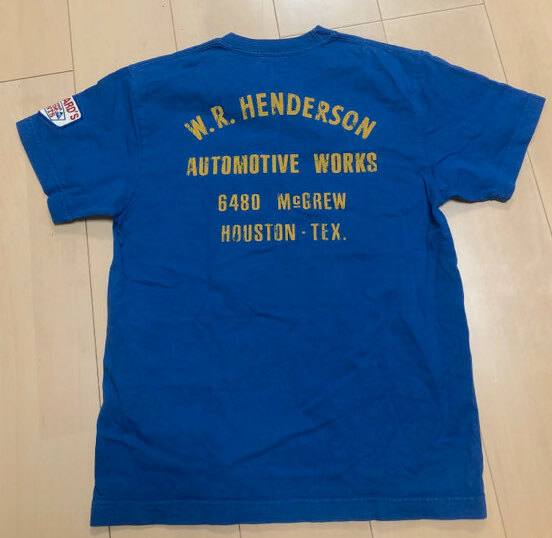 W.R. HENDERSON
AUTOMOTIVE WORKS
6480 McGREW
HOUSTON - TEX.